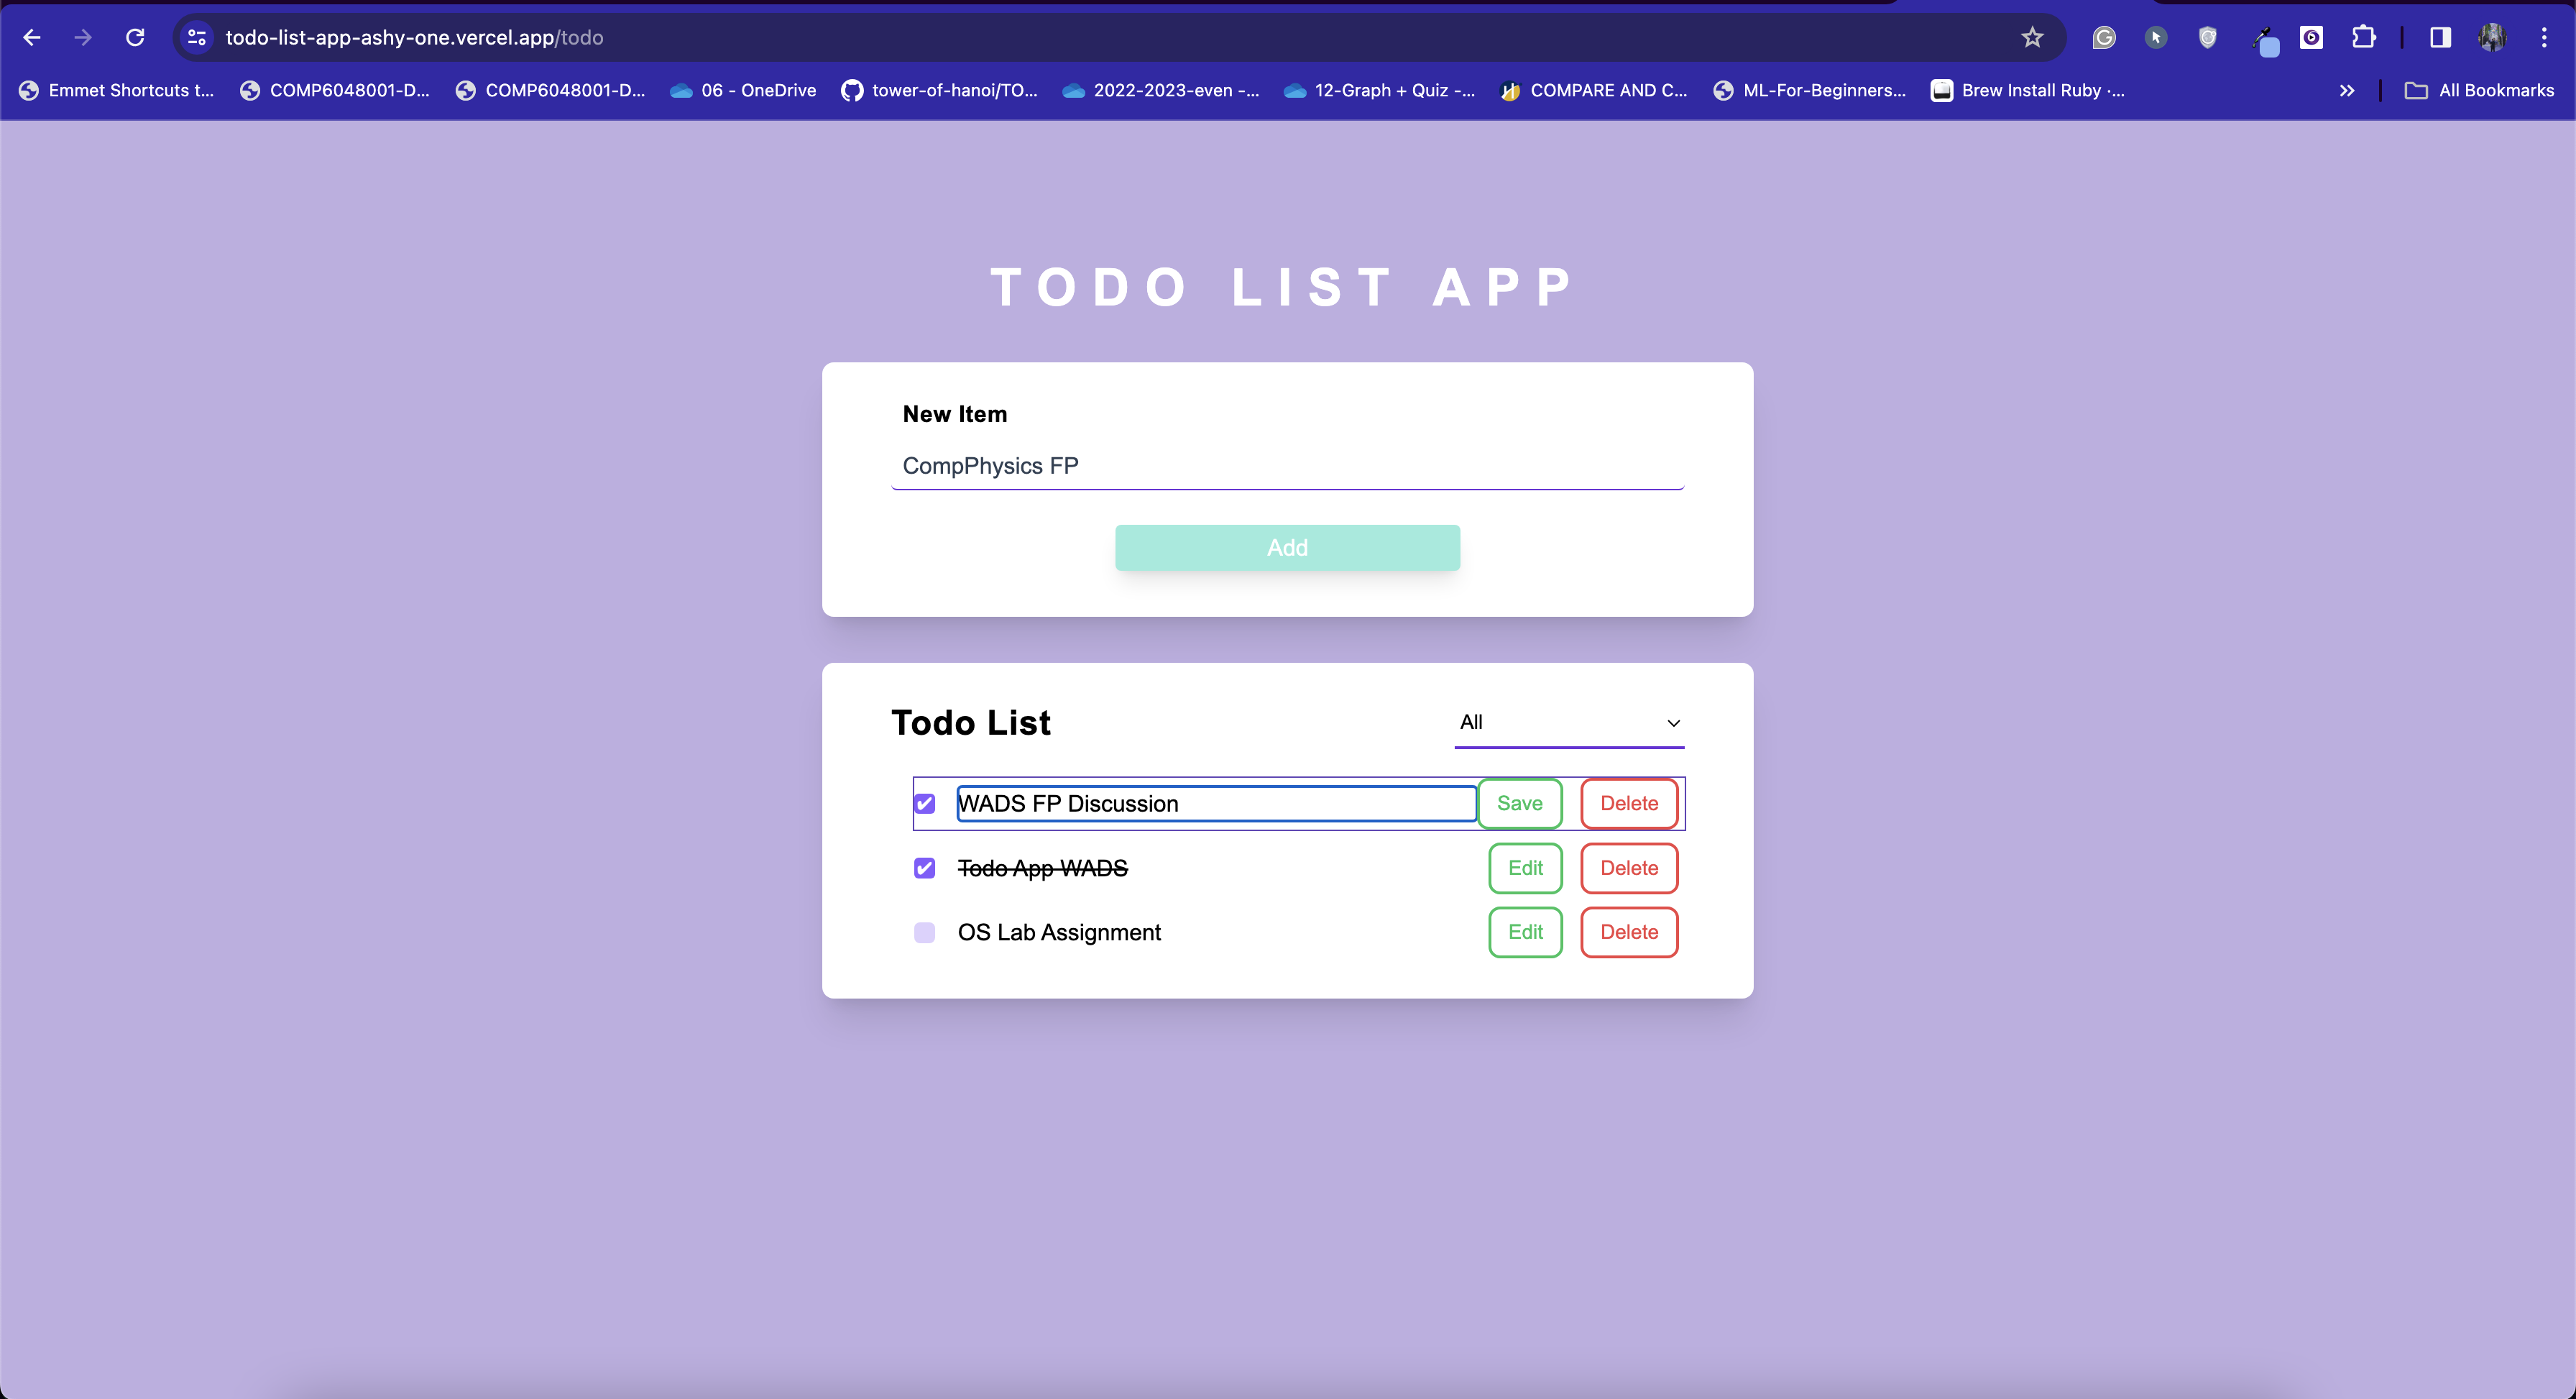 todo-list-app-ashy-one.vercel.app/todo
Emmet Shortcuts t... COMP6048001-D... COMP6048001-D... 06 - OneDrive tower-of-hanoi/TO... 2022-2023-even -... 12-Graph + Quiz -... COMPARE AND C... ML-For-Beginners... Brew Install Ruby ·... All Bookmarks
TODO LIST APP
New Item
CompPhysics FP
Add
Todo List All
WADS FP Discussion Save Delete
Todo App WADS Edit Delete
OS Lab Assignment Edit Delete